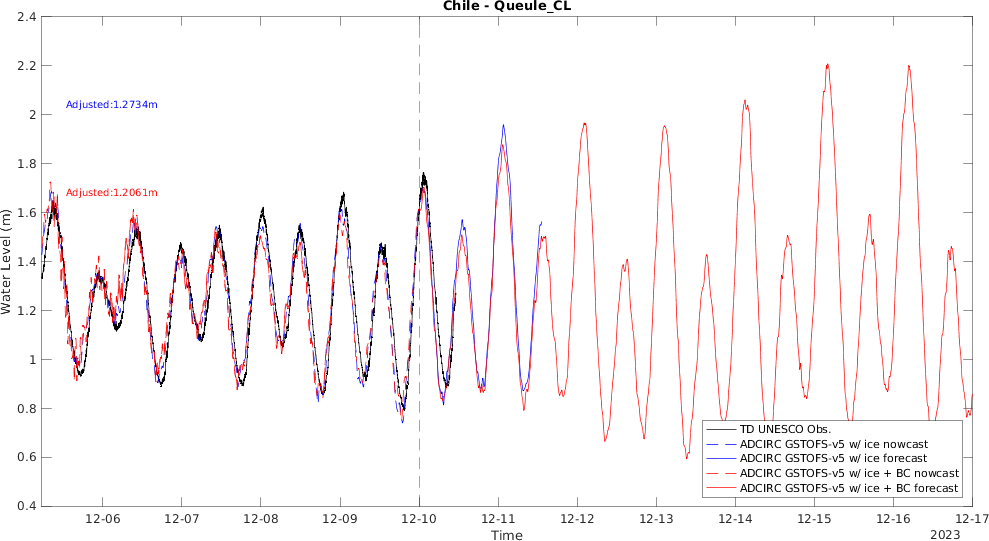 Chile - Queule_CL
2.4
2.2
2
1.8
1.6
1.4
1.2
1
0.8
0.6
0.4
Water Level (m)
Adjusted:1.2734m
Adjusted:1.2061m
TD UNESCO Obs.
ADCIRC GSTOFS-v5 w/ ice nowcast
ADCIRC GSTOFS-v5 w/ ice forecast
ADCIRC GSTOFS-v5 w/ ice + BC nowcast
ADCIRC GSTOFS-v5 w/ ice + BC forecast
12-06 12-07 12-08 12-09 12-10 12-11 12-12 12-13 12-14 12-15 12-16 12-17
Time
2023